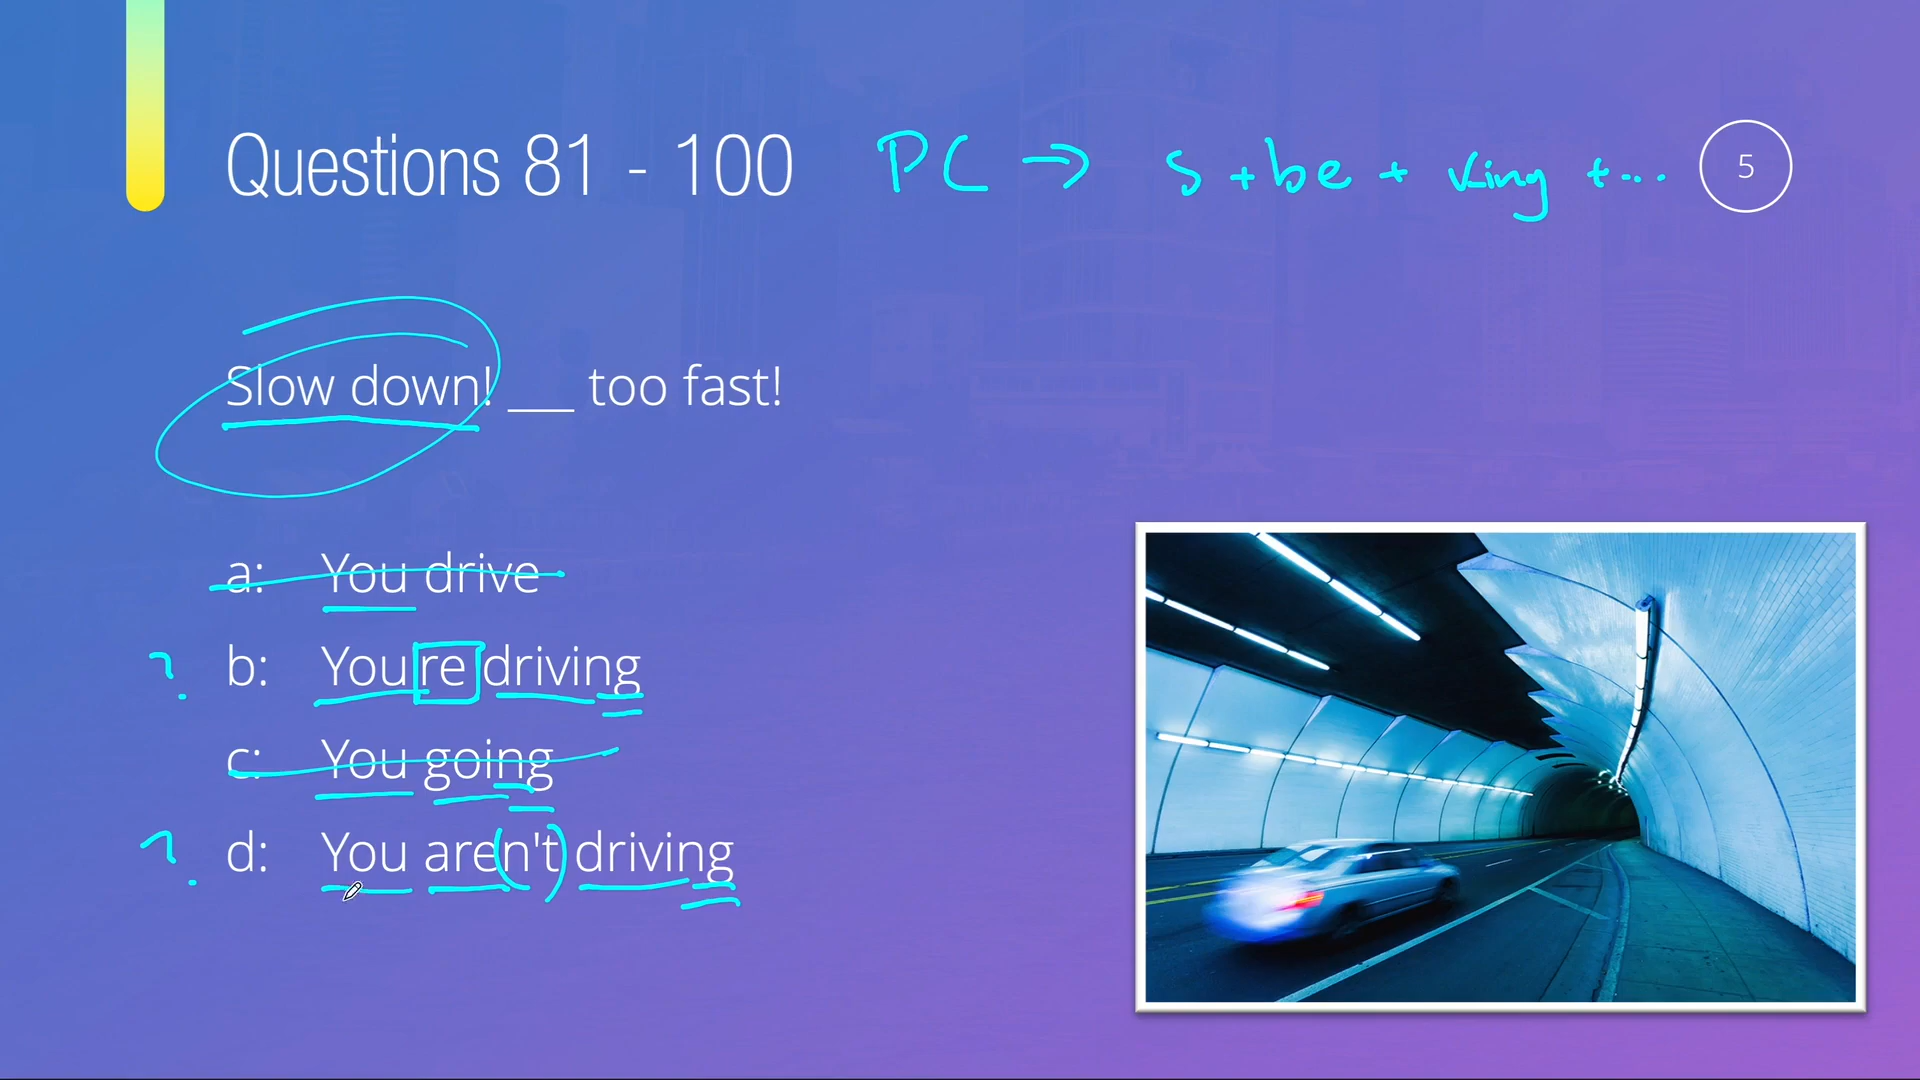 Questions 81 - 100 PC → s + be + Ving + ... 5
Slow down! ___ too fast!
a: You drive
? b: You're driving
c: You going
? d: You aren't driving